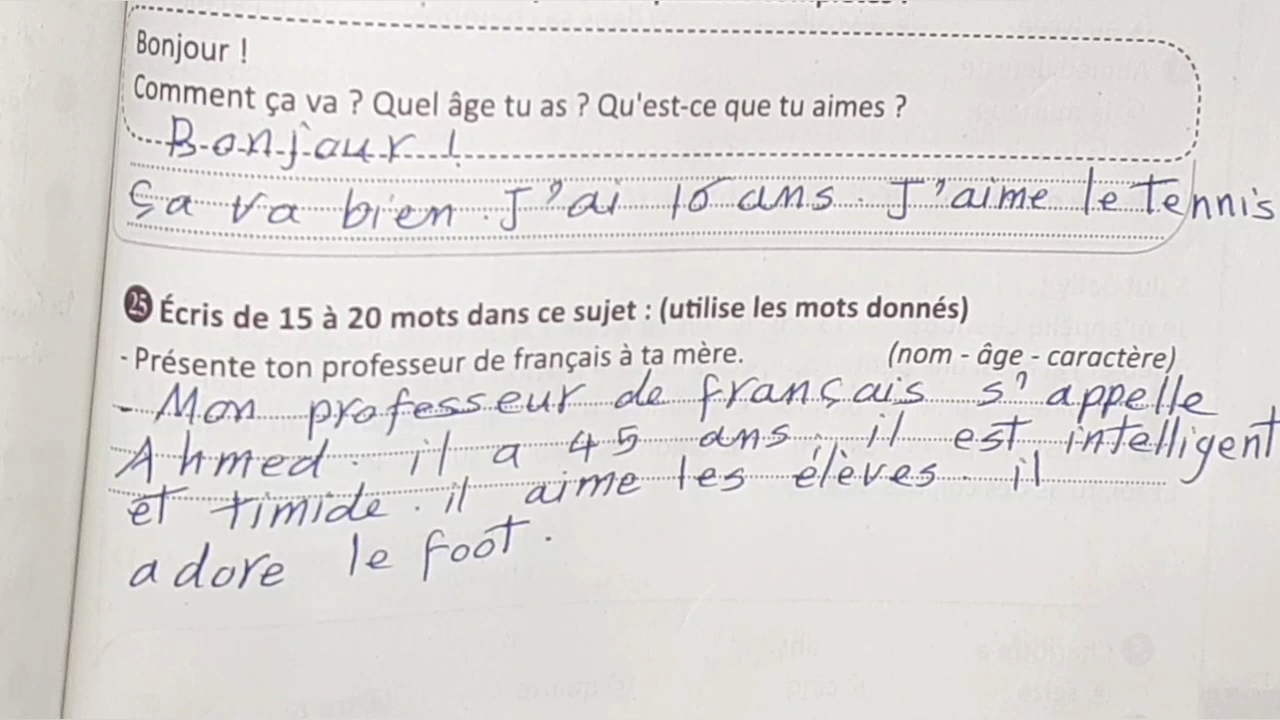 Bonjour !
Comment ça va ? Quel âge tu as ? Qu'est-ce que tu aimes ?
Bonjour !
ça va bien. J'ai 15 ans. J'aime le Tennis
25 Écris de 15 à 20 mots dans ce sujet : (utilise les mots donnés)
- Présente ton professeur de français à ta mère. (nom - âge - caractère)
- Mon professeur de français s'appelle
Ahmed. il a 45 ans. il est intelligent
et timide. il aime les élèves. il
adore le foot.